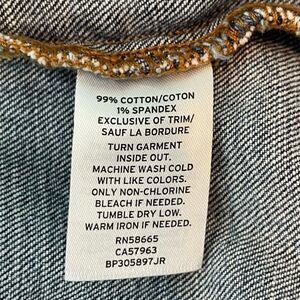 99% COTTON/COTON
1% SPANDEX
EXCLUSIVE OF TRIM/
SAUF LA BORDURE
TURN GARMENT
INSIDE OUT.
MACHINE WASH COLD
WITH LIKE COLORS.
ONLY NON-CHLORINE
BLEACH IF NEEDED.
TUMBLE DRY LOW.
WARM IRON IF NEEDED.
RN58665
CA57963
BP305897JR